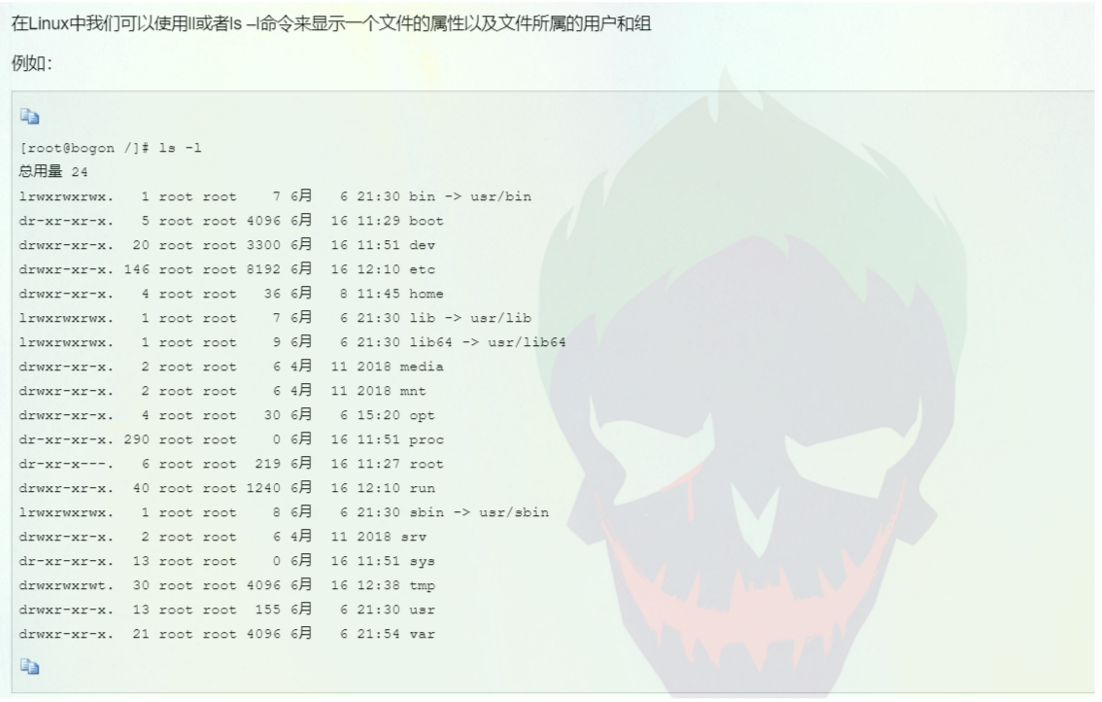 在Linux中我们可以使用ll或者ls –l命令来显示一个文件的属性以及文件所属的用户和组
例如：
[root@bogon /]# ls -l
总用量 24
lrwxrwxrwx.   1 root root    7 6月   6 21:30 bin -> usr/bin
dr-xr-xr-x.   5 root root 4096 6月  16 11:29 boot
drwxr-xr-x.  20 root root 3300 6月  16 11:51 dev
drwxr-xr-x. 146 root root 8192 6月  16 12:10 etc
drwxr-xr-x.   4 root root   36 6月   8 11:45 home
lrwxrwxrwx.   1 root root    7 6月   6 21:30 lib -> usr/lib
lrwxrwxrwx.   1 root root    9 6月   6 21:30 lib64 -> usr/lib64
drwxr-xr-x.   2 root root    6 4月  11 2018 media
drwxr-xr-x.   2 root root    6 4月  11 2018 mnt
drwxr-xr-x.   4 root root   30 6月   6 15:20 opt
dr-xr-xr-x. 290 root root    0 6月  16 11:51 proc
dr-xr-x---.   6 root root  219 6月  16 11:27 root
drwxr-xr-x.  40 root root 1240 6月  16 12:10 run
lrwxrwxrwx.   1 root root    8 6月   6 21:30 sbin -> usr/sbin
drwxr-xr-x.   2 root root    6 4月  11 2018 srv
dr-xr-xr-x.  13 root root    0 6月  16 11:51 sys
drwxrwxrwt.  30 root root 4096 6月  16 12:38 tmp
drwxr-xr-x.  13 root root  155 6月   6 21:30 usr
drwxr-xr-x.  21 root root 4096 6月   6 21:54 var